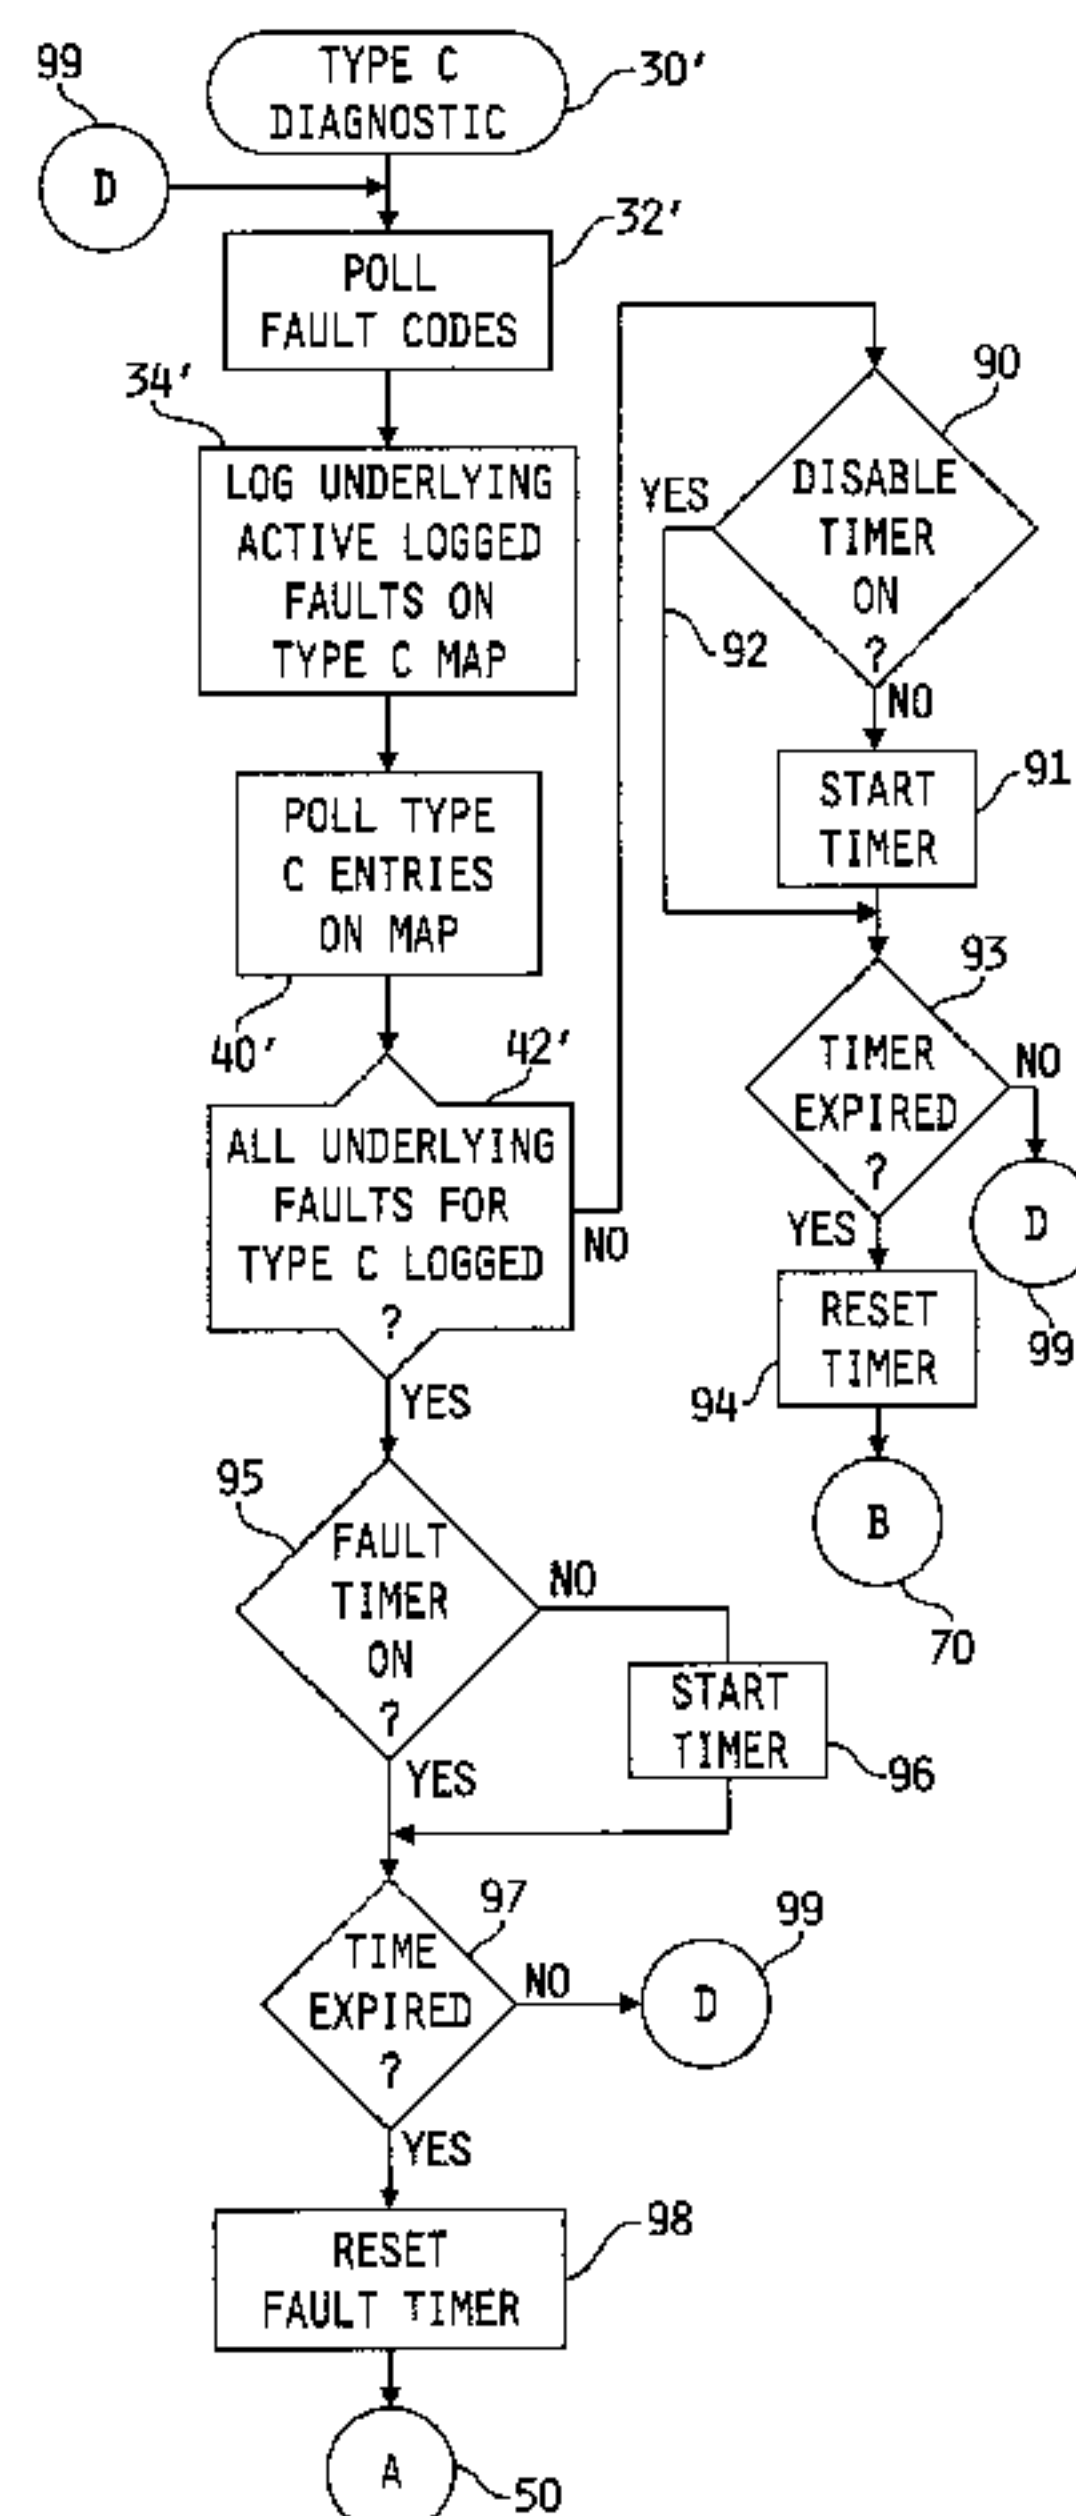 99
TYPE C
DIAGNOSTIC
30'
D
32'
POLL
FAULT CODES
34'
LOG UNDERLYING
ACTIVE LOGGED
FAULTS ON
TYPE C MAP
POLL TYPE
C ENTRIES
ON MAP
40'
42'
ALL UNDERLYING
FAULTS FOR
TYPE C LOGGED
?
NO
YES
90
DISABLE
TIMER
ON
?
YES
92
NO
START
TIMER
91
93
TIMER
EXPIRED
?
NO
D
99
YES
RESET
TIMER
94
B
70
95
FAULT
TIMER
ON
?
NO
START
TIMER
96
YES
97
TIME
EXPIRED
?
NO
D
99
YES
RESET
FAULT TIMER
98
A
50